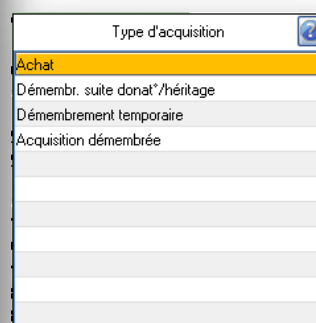 Type d'acquisition
Achat
Démembr. suite donat°/héritage
Démembrement temporaire
Acquisition démembrée